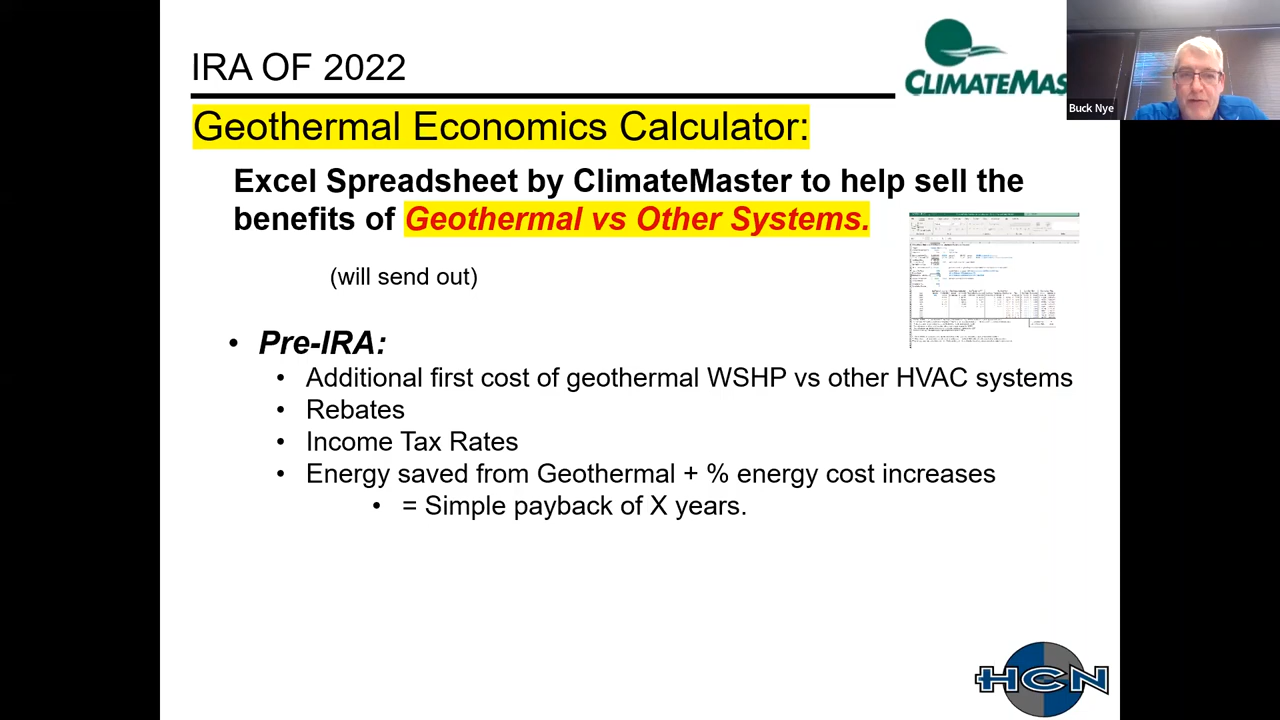 IRA OF 2022
CLIMATEMAS
Buck Nye
Geothermal Economics Calculator:
Excel Spreadsheet by ClimateMaster to help sell the
benefits of Geothermal vs Other Systems.
(will send out)
• Pre-IRA:
• Additional first cost of geothermal WSHP vs other HVAC systems
• Rebates
• Income Tax Rates
• Energy saved from Geothermal + % energy cost increases
• = Simple payback of X years.
HCN